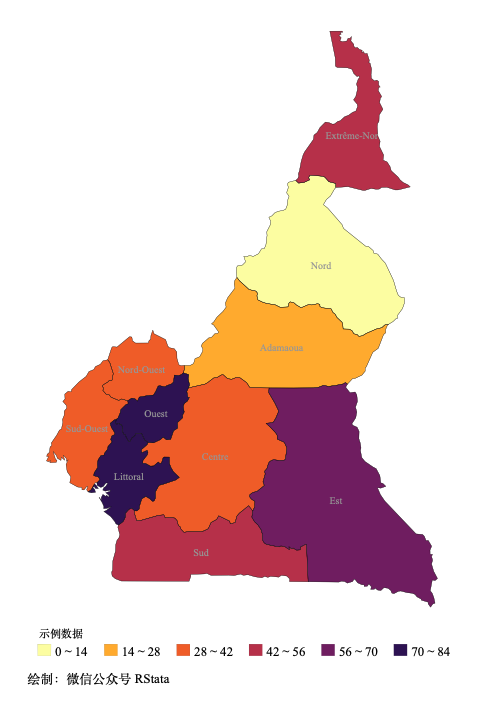 Extrême-Nor
Nord
Adamaoua
Nord-Ouest
Ouest
Sud-Ouest
Centre
Littoral
Est
Sud
示例数据
0 ~ 14
14 ~ 28
28 ~ 42
42 ~ 56
56 ~ 70
70 ~ 84
绘制：微信公众号 RStata